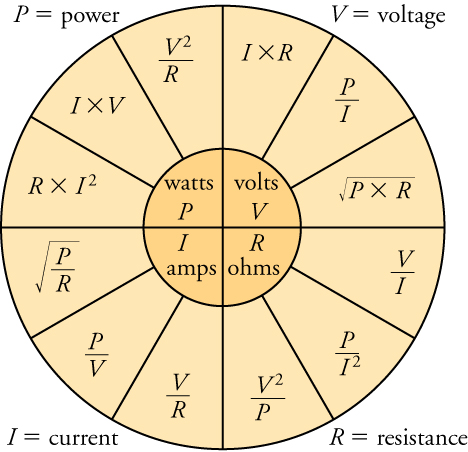 P = power
V = voltage
V²/R
I × R
I × V
P/I
R × I²
√P × R
watts
volts
P
V
I
R
amps
ohms
√P/R
V/I
P/V
P/I²
V/R
V²/P
I = current
R = resistance